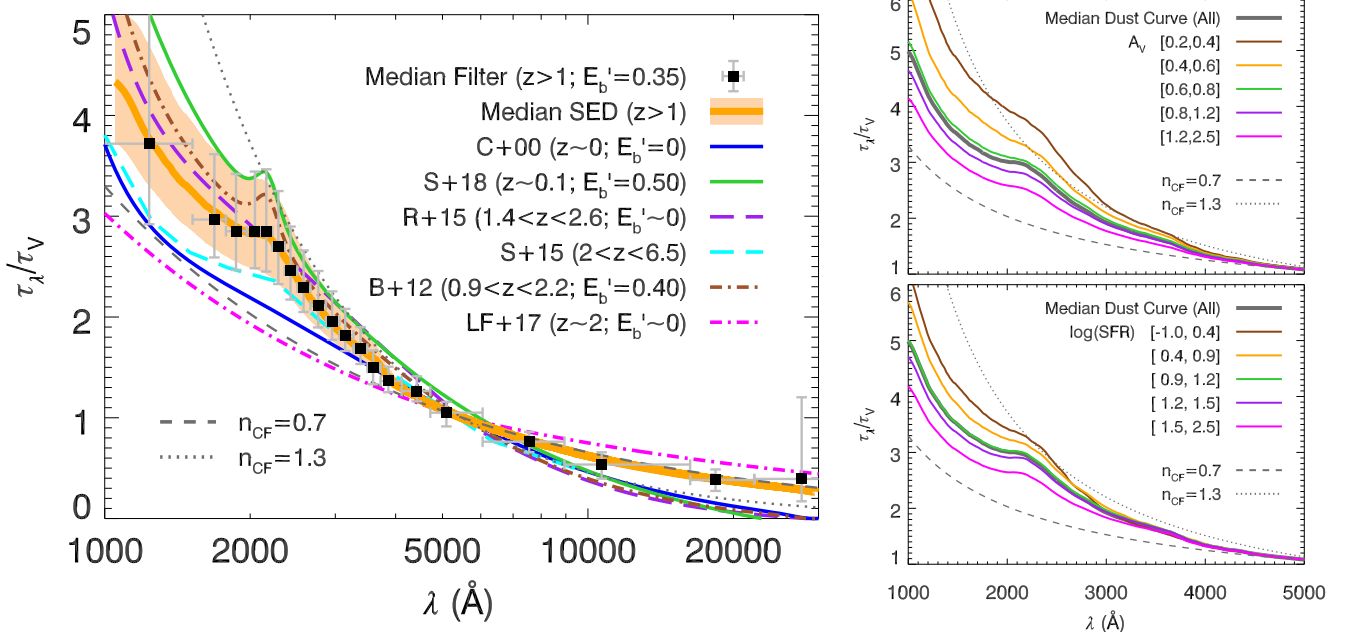 5
4
3
2
1
0
τλ/τV
Median Filter (z>1; Eb'=0.35)
Median SED (z>1)
C+00 (z~0; Eb'=0)
S+18 (z~0.1; Eb'=0.50)
R+15 (1.4<z<2.6; Eb'~0)
S+15 (2<z<6.5)
B+12 (0.9<z<2.2; Eb'=0.40)
LF+17 (z~2; Eb'~0)
nCF=0.7
nCF=1.3
1000 2000 5000 10000 20000
λ (Å)
6
5
4
3
2
1
τλ/τV
Median Dust Curve (All)
AV [0.2,0.4]
[0.4,0.6]
[0.6,0.8]
[0.8,1.2]
[1.2,2.5]
nCF=0.7
nCF=1.3
6
5
4
3
2
1
τλ/τV
Median Dust Curve (All)
log(SFR) [-1.0, 0.4]
[ 0.4, 0.9]
[ 0.9, 1.2]
[ 1.2, 1.5]
[ 1.5, 2.5]
nCF=0.7
nCF=1.3
1000 2000 3000 4000 5000
λ (Å)